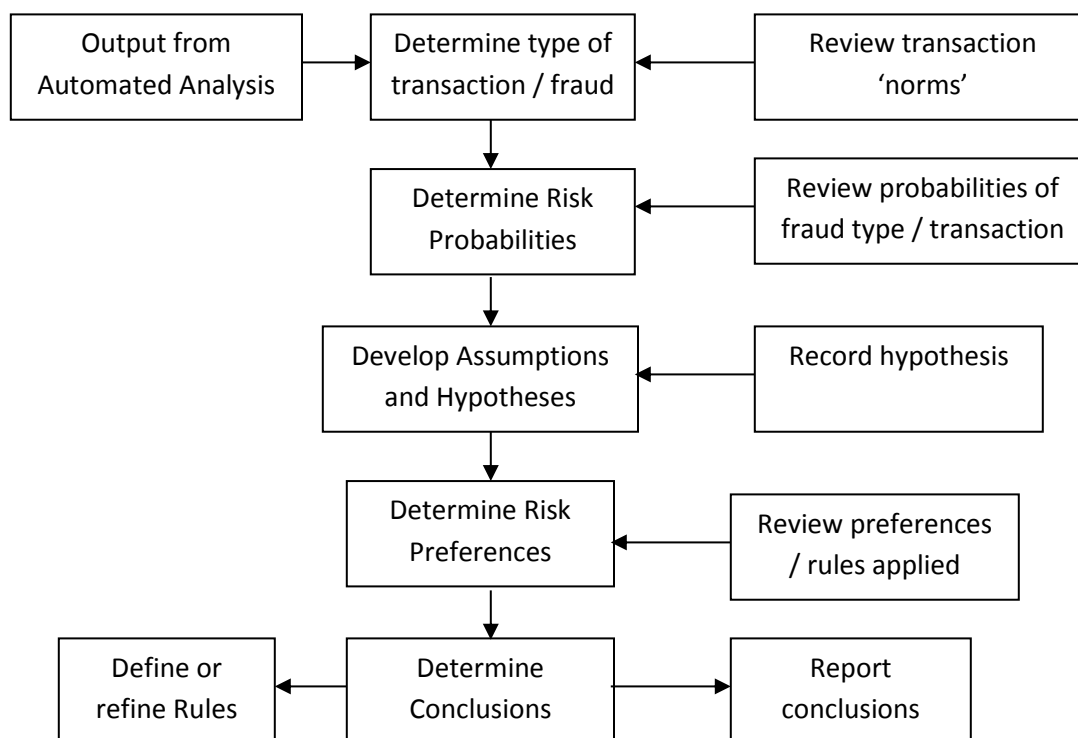 Output from
Automated Analysis
Determine type of
transaction / fraud
Review transaction
‘norms’
Determine Risk
Probabilities
Review probabilities of
fraud type / transaction
Develop Assumptions
and Hypotheses
Record hypothesis
Determine Risk
Preferences
Review preferences
/ rules applied
Define or
refine Rules
Determine
Conclusions
Report
conclusions